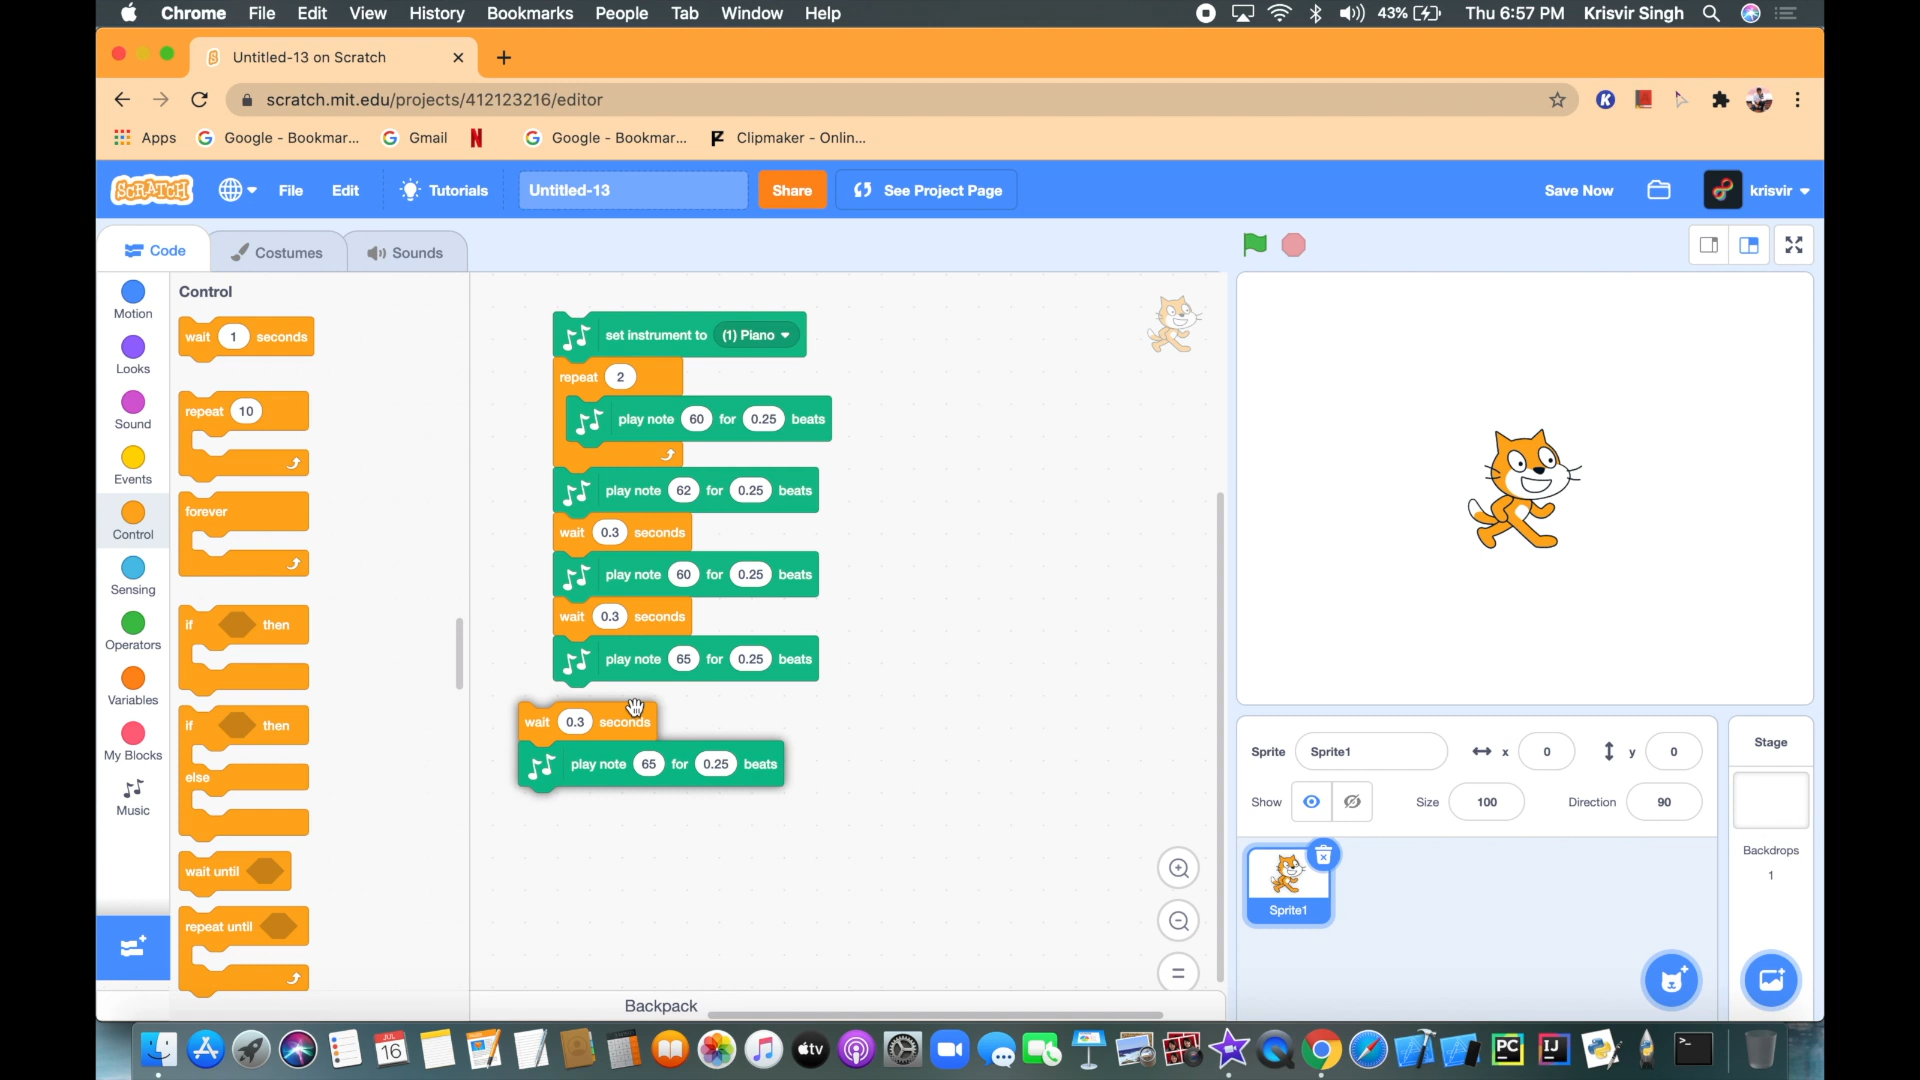 Chrome File Edit View History Bookmarks People Tab Window Help 43% Thu 6:57 PM Krisvir Singh
Untitled-13 on Scratch
scratch.mit.edu/projects/412123216/editor
Apps Google - Bookmar... Gmail Google - Bookmar... Clipmaker - Onlin...
SCRATCH File Edit Tutorials Untitled-13 Share See Project Page Save Now krisvir
Code Costumes Sounds
Motion
Looks
Sound
Events
Control
Sensing
Operators
Variables
My Blocks
Music
Control
wait 1 seconds
repeat 10
forever
if then
if then
else
wait until
repeat until
set instrument to (1) Piano
repeat 2
play note 60 for 0.25 beats
play note 62 for 0.25 beats
wait 0.3 seconds
play note 60 for 0.25 beats
wait 0.3 seconds
play note 65 for 0.25 beats
wait 0.3 seconds
play note 65 for 0.25 beats
Backpack
Sprite Sprite1 x 0 y 0
Show Size 100 Direction 90
Sprite1
Stage
Backdrops
1
JUL
16
tv
PC
IJ